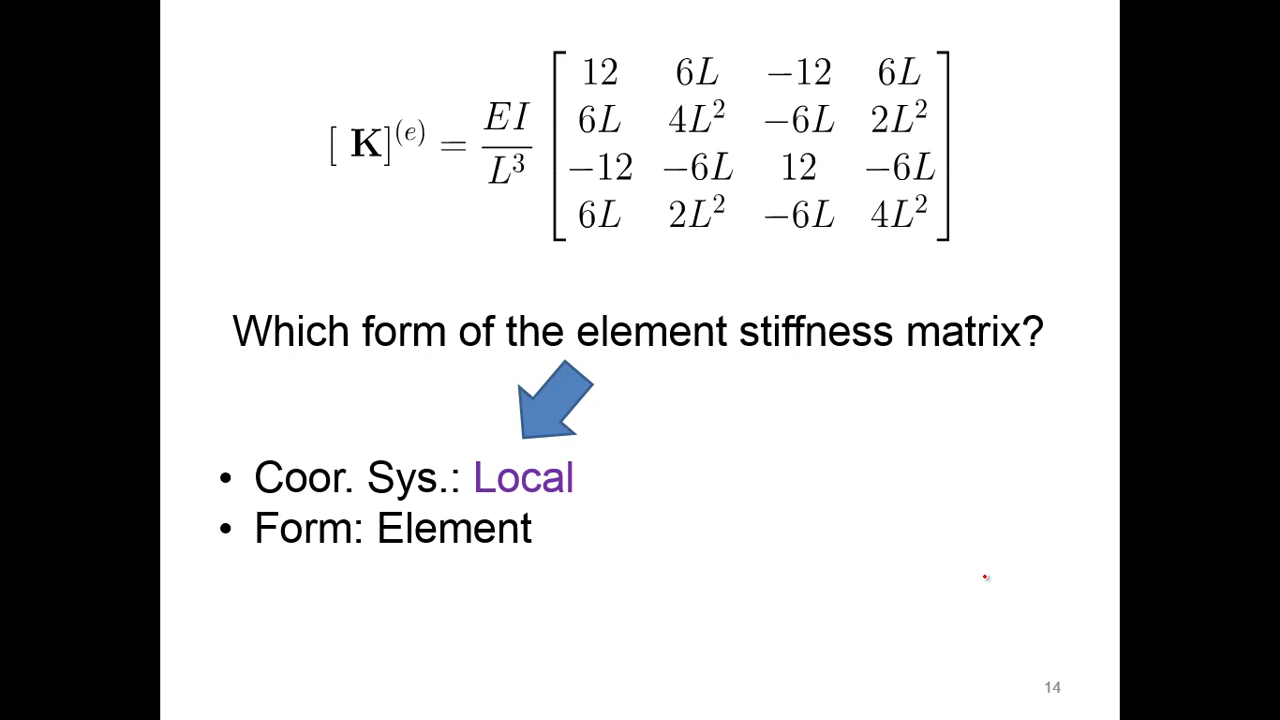 [ K]^(e) = EI/L^3 [ 12 6L −12 6L
6L 4L^2 −6L 2L^2
−12 −6L 12 −6L
6L 2L^2 −6L 4L^2 ]
Which form of the element stiffness matrix?
• Coor. Sys.: Local
• Form: Element
14